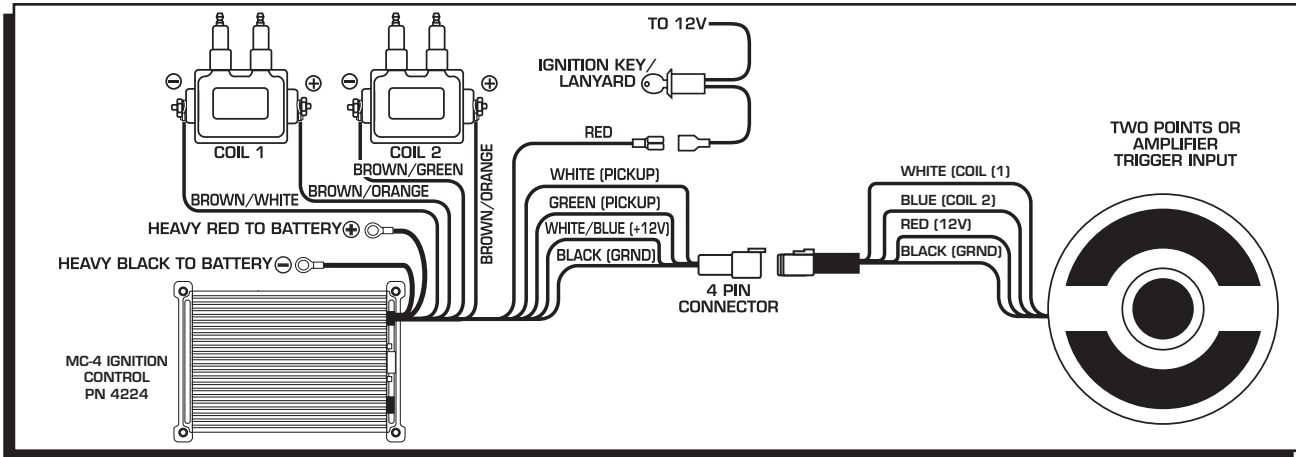 TO 12V
IGNITION KEY/
LANYARD
RED
COIL 1
COIL 2
BROWN/GREEN
BROWN/ORANGE
BROWN/WHITE
BROWN/ORANGE
HEAVY RED TO BATTERY
HEAVY BLACK TO BATTERY
WHITE (PICKUP)
GREEN (PICKUP)
WHITE/BLUE (+12V)
BLACK (GRND)
4 PIN
CONNECTOR
WHITE (COIL (1)
BLUE (COIL 2)
RED (12V)
BLACK (GRND)
TWO POINTS OR
AMPLIFIER
TRIGGER INPUT
MC-4 IGNITION
CONTROL
PN 4224